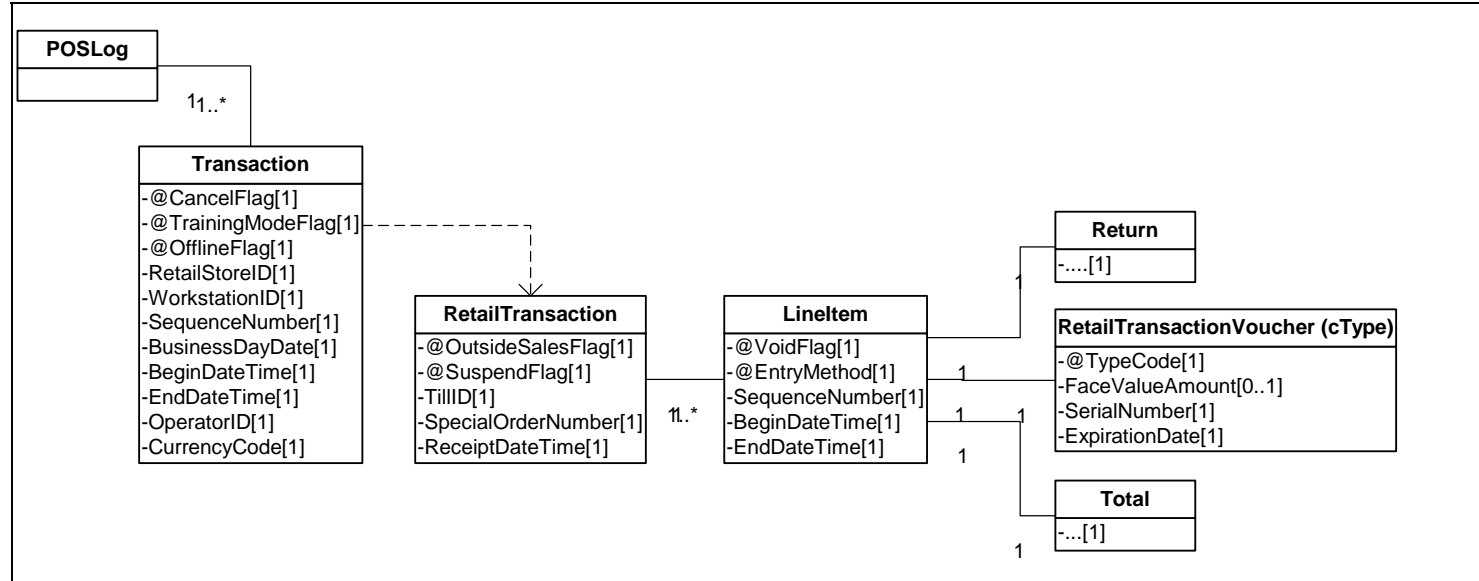 POSLog
1
1..*
Transaction
-@CancelFlag[1]
-@TrainingModeFlag[1]
-@OfflineFlag[1]
-RetailStoreID[1]
-WorkstationID[1]
-SequenceNumber[1]
-BusinessDayDate[1]
-BeginDateTime[1]
-EndDateTime[1]
-OperatorID[1]
-CurrencyCode[1]
RetailTransaction
-@OutsideSalesFlag[1]
-@SuspendFlag[1]
-TillID[1]
-SpecialOrderNumber[1]
-ReceiptDateTime[1]
1
1..*
LineItem
-@VoidFlag[1]
-@EntryMethod[1]
-SequenceNumber[1]
-BeginDateTime[1]
-EndDateTime[1]
1
1
1
1
1
1
Return
-....[1]
RetailTransactionVoucher (cType)
-@TypeCode[1]
-FaceValueAmount[0..1]
-SerialNumber[1]
-ExpirationDate[1]
Total
-...[1]